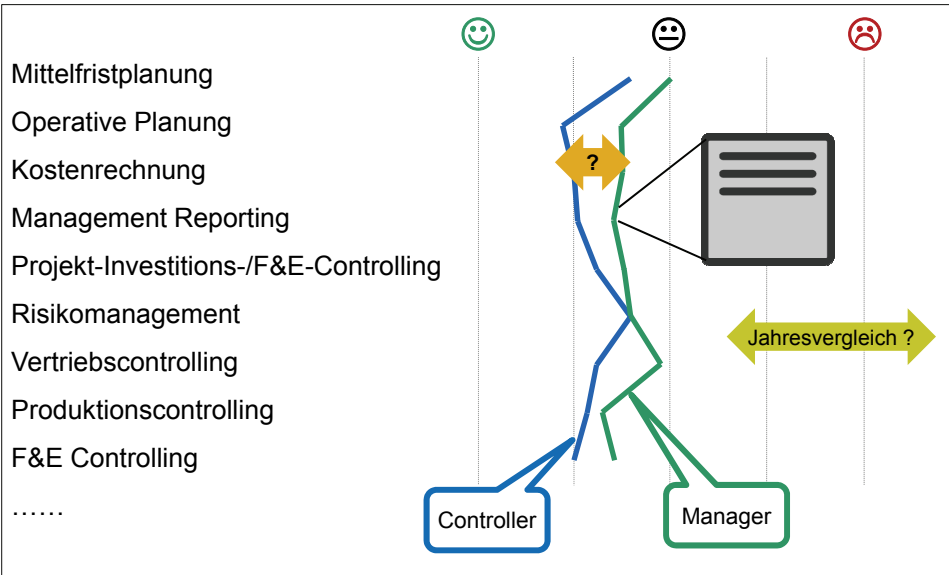 Mittelfristplanung
Operative Planung
Kostenrechnung
?
Management Reporting
Projekt-Investitions-/F&E-Controlling
Risikomanagement
Jahresvergleich ?
Vertriebscontrolling
Produktionscontrolling
F&E Controlling
……
Controller
Manager